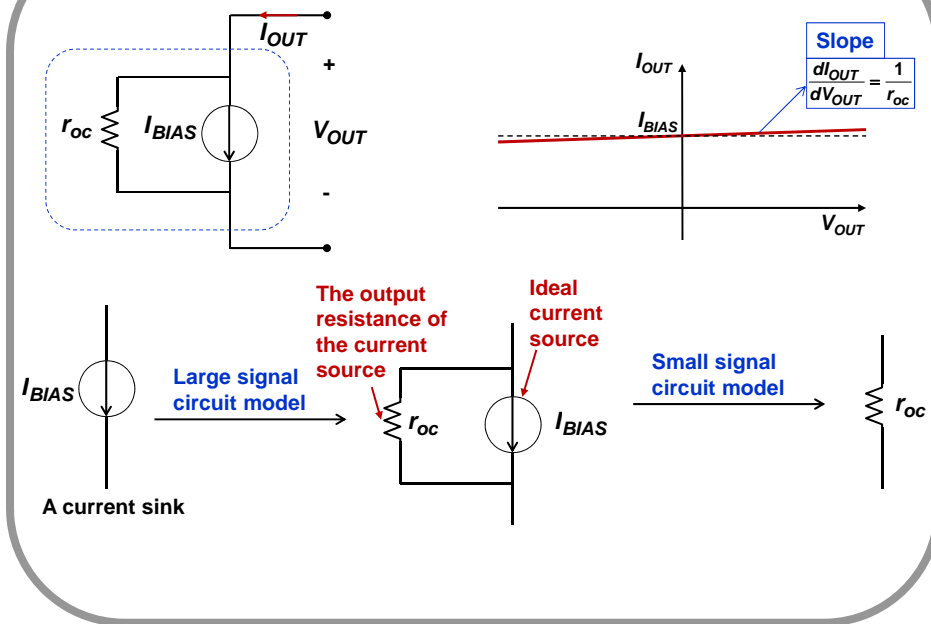 I_OUT
+
r_oc
I_BIAS
V_OUT
-
Slope
dI_OUT/dV_OUT = 1/r_oc
I_OUT
I_BIAS
V_OUT
The output
resistance of
the current
source
Ideal
current
source
I_BIAS
Large signal
circuit model
r_oc
I_BIAS
Small signal
circuit model
r_oc
A current sink